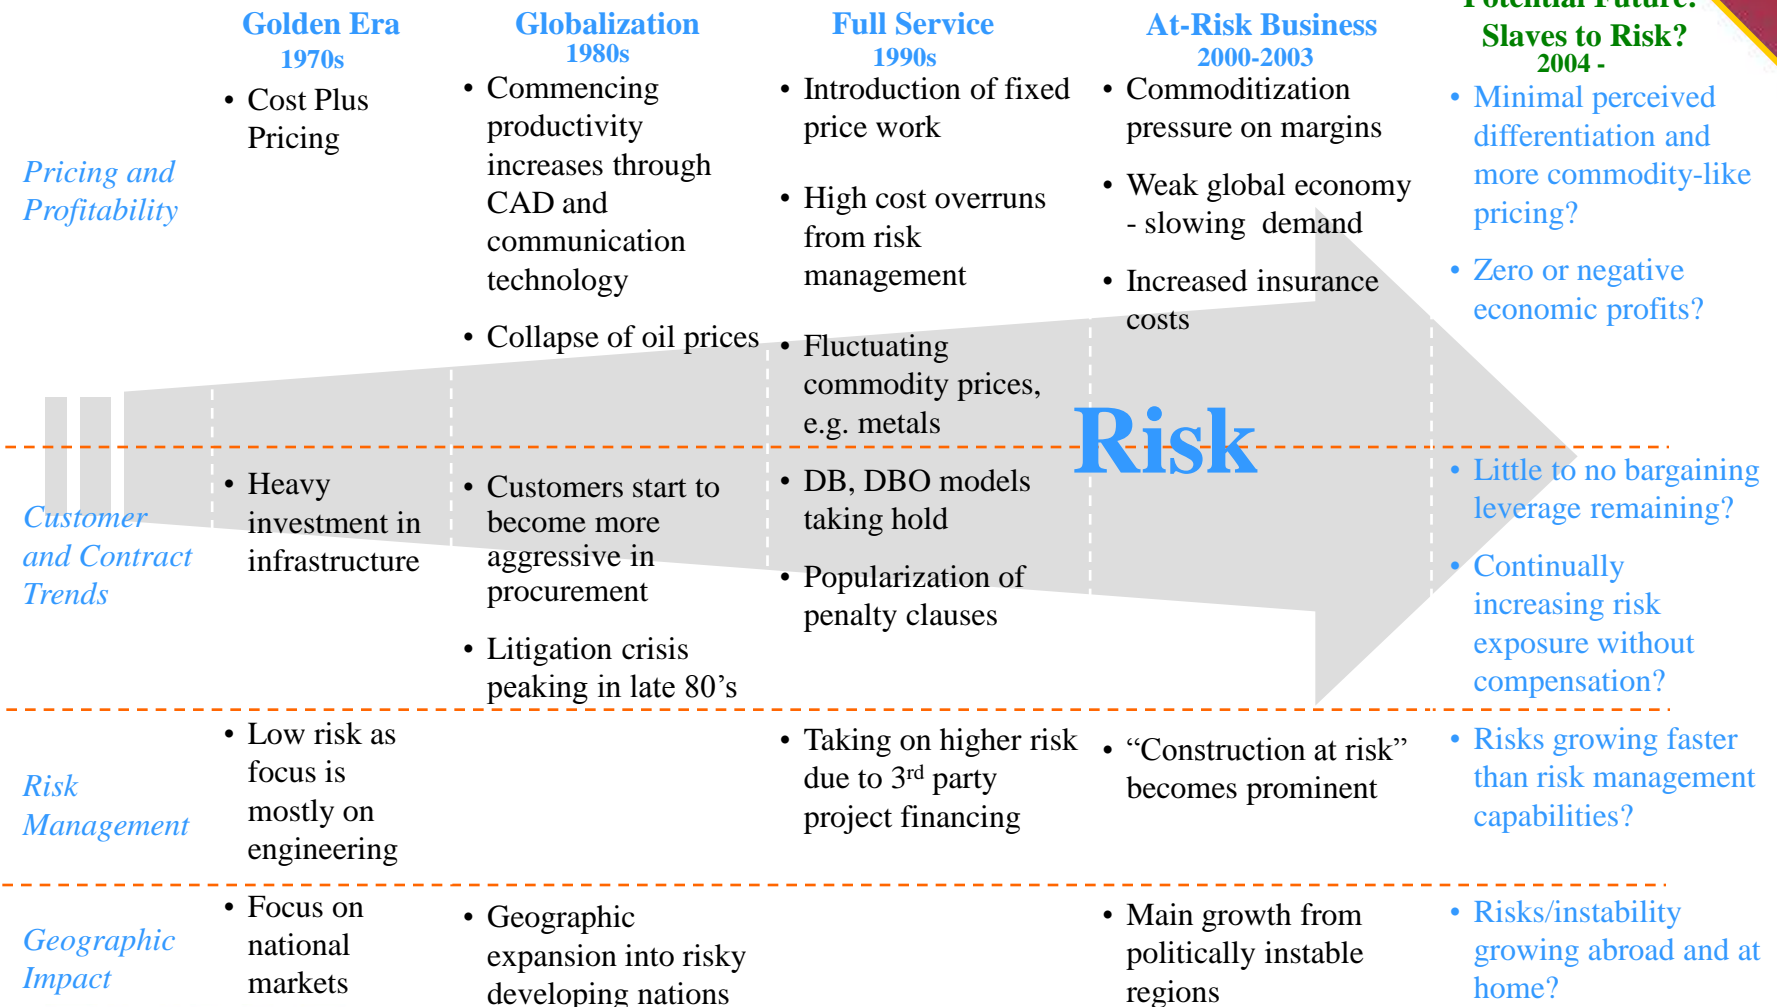 Golden Era
1970s
Globalization
1980s
Full Service
1990s
At-Risk Business
2000-2003
Potential Future:
Slaves to Risk?
2004 -
Pricing and
Profitability
• Cost Plus
Pricing
• Commencing
productivity
increases through
CAD and
communication
technology
• Collapse of oil prices
• Introduction of fixed
price work
• High cost overruns
from risk
management
• Fluctuating
commodity prices,
e.g. metals
• Commoditization
pressure on margins
• Weak global economy
- slowing demand
• Increased insurance
costs
• Minimal perceived
differentiation and
more commodity-like
pricing?
• Zero or negative
economic profits?
Risk
Customer
and Contract
Trends
• Heavy
investment in
infrastructure
• Customers start to
become more
aggressive in
procurement
• Litigation crisis
peaking in late 80’s
• DB, DBO models
taking hold
• Popularization of
penalty clauses
• Little to no bargaining
leverage remaining?
• Continually
increasing risk
exposure without
compensation?
Risk
Management
• Low risk as
focus is
mostly on
engineering
• Taking on higher risk
due to 3rd party
project financing
• “Construction at risk”
becomes prominent
• Risks growing faster
than risk management
capabilities?
Geographic
Impact
• Focus on
national
markets
• Geographic
expansion into risky
developing nations
• Main growth from
politically instable
regions
• Risks/instability
growing abroad and at
home?